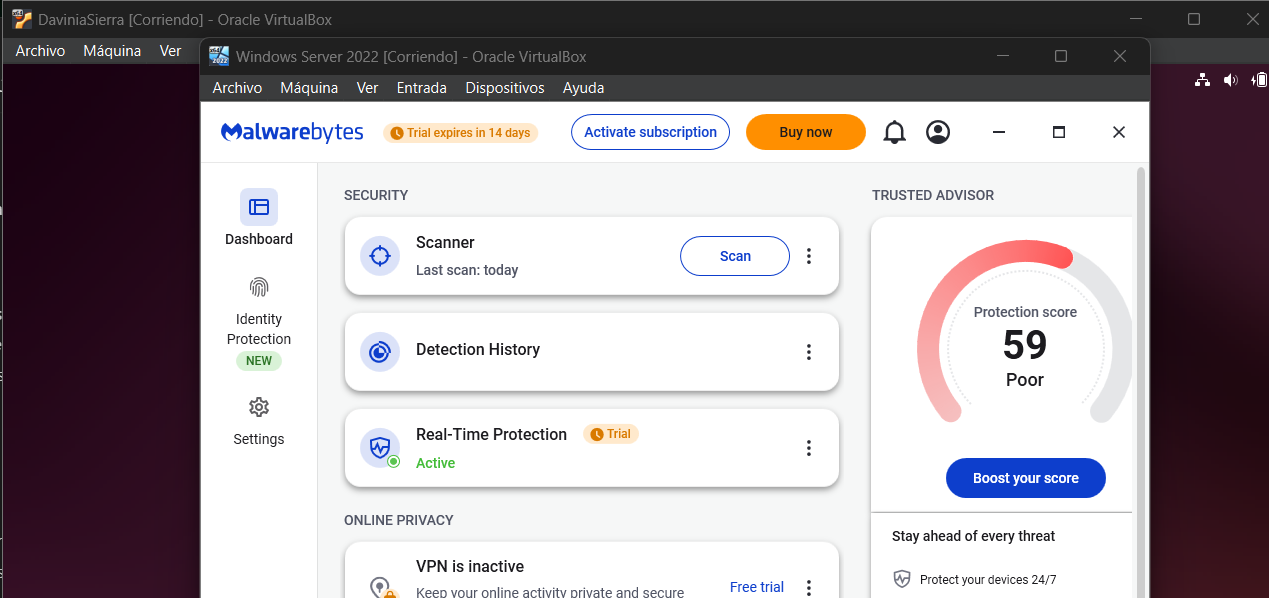 DaviniaSierra [Corriendo] - Oracle VirtualBox
Archivo Máquina Ver
Windows Server 2022 [Corriendo] - Oracle VirtualBox
Archivo Máquina Ver Entrada Dispositivos Ayuda
Malwarebytes Trial expires in 14 days Activate subscription Buy now
Dashboard
Identity
Protection
NEW
Settings
SECURITY
Scanner
Last scan: today
Scan
Detection History
Real-Time Protection Trial
Active
ONLINE PRIVACY
VPN is inactive
Keep your online activity private and secure
Free trial
TRUSTED ADVISOR
Protection score
59
Poor
Boost your score
Stay ahead of every threat
Protect your devices 24/7